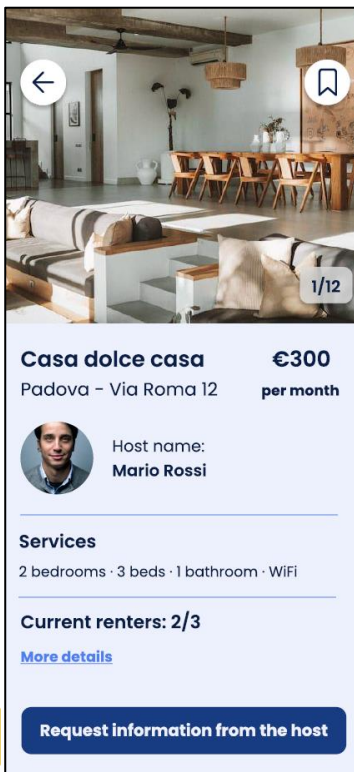 1/12
Casa dolce casa
€300
Padova - Via Roma 12
per month
Host name:
Mario Rossi
Services
2 bedrooms · 3 beds · 1 bathroom · WiFi
Current renters: 2/3
More details
Request information from the host